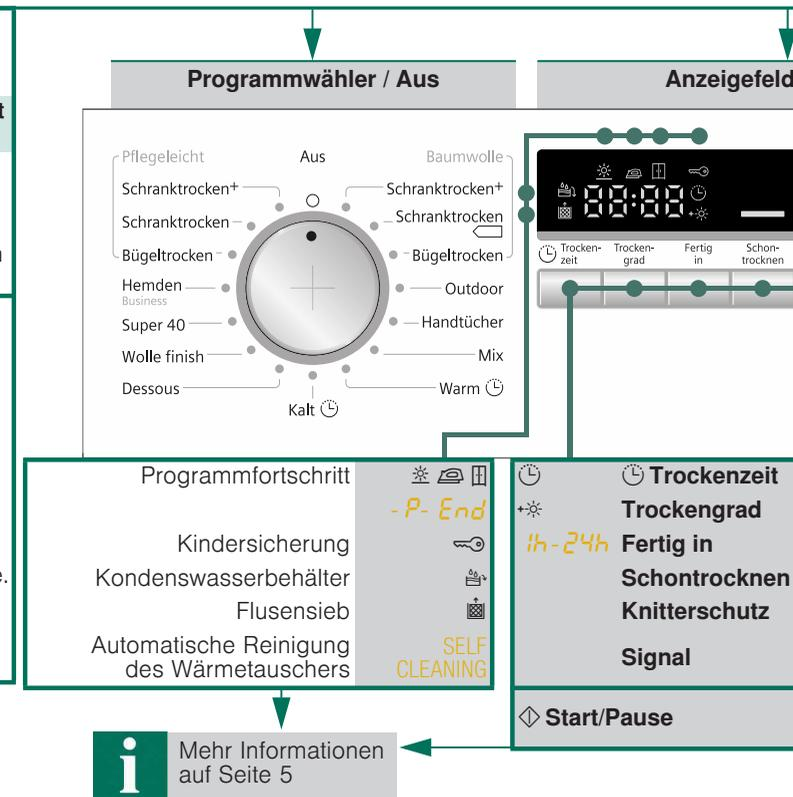 Programmwähler / Aus
Anzeigefeld
t
Pflegeleicht
Aus
Baumwolle
Schranktrocken+
Schranktrocken+
Schranktrocken
Schranktrocken
Bügeltrocken
Bügeltrocken
Hemden
Business
Outdoor
Super 40
Handtücher
Wolle finish
Mix
Dessous
Warm
Kalt
88:88
Trocken-
zeit
Trocken-
grad
Fertig
in
Schon-
trocknen
Programmfortschritt
-P- End
Kindersicherung
Kondenswasserbehälter
Flusensieb
Automatische Reinigung
des Wärmetauschers
SELF
CLEANING
Trockenzeit
Trockengrad
1h-24h Fertig in
Schontrocknen
Knitterschutz
Signal
Start/Pause
e.
i
Mehr Informationen
auf Seite 5